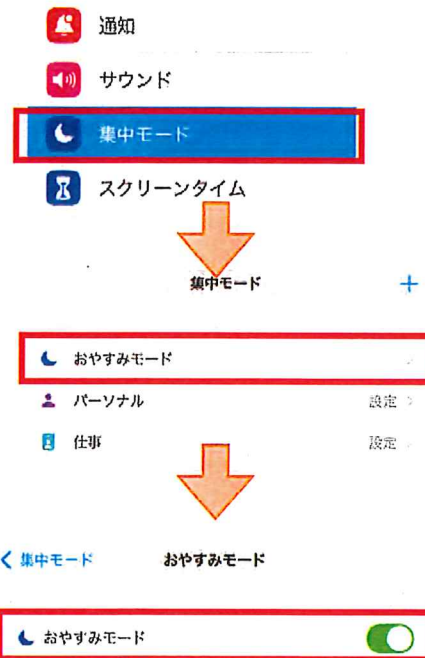 通知
サウンド
集中モード
スクリーンタイム
集中モード
おやすみモード
パーソナル 設定
仕事 設定
集中モード おやすみモード
おやすみモード